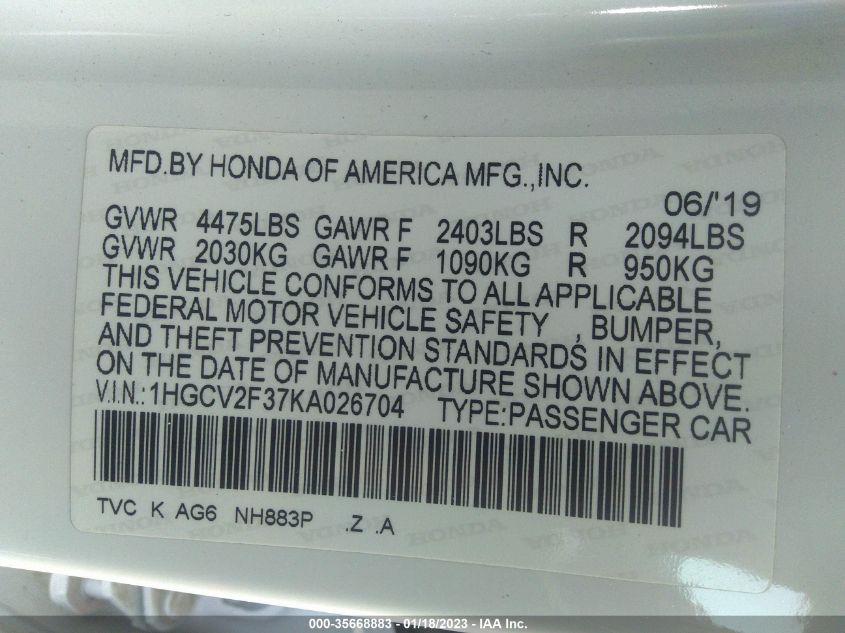 MFD.BY HONDA OF AMERICA MFG.,INC.
06/'19
GVWR 4475LBS GAWR F 2403LBS R 2094LBS
GVWR 2030KG GAWR F 1090KG R 950KG
THIS VEHICLE CONFORMS TO ALL APPLICABLE
FEDERAL MOTOR VEHICLE SAFETY , BUMPER,
AND THEFT PREVENTION STANDARDS IN EFFECT
ON THE DATE OF MANUFACTURE SHOWN ABOVE.
V.I.N.:1HGCV2F37KA026704 TYPE:PASSENGER CAR
TVC K AG6 NH883P .Z .A
000-35668883 - 01/18/2023 - IAA Inc.